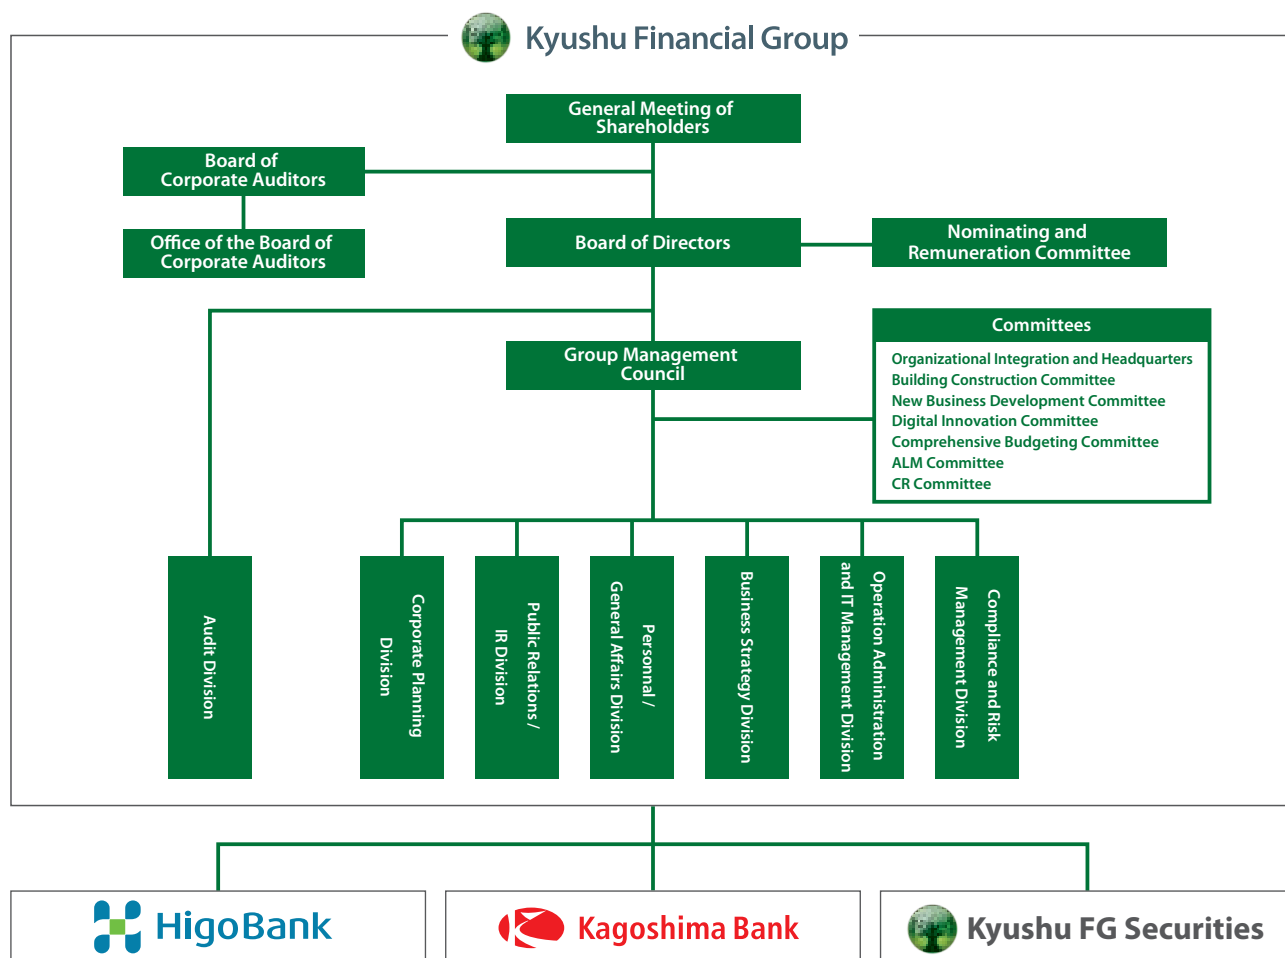 Kyushu Financial Group
General Meeting of
Shareholders
Board of
Corporate Auditors
Office of the Board of
Corporate Auditors
Board of Directors
Nominating and
Remuneration Committee
Group Management
Council
Committees
Organizational Integration and Headquarters
Building Construction Committee
New Business Development Committee
Digital Innovation Committee
Comprehensive Budgeting Committee
ALM Committee
CR Committee
Audit Division
Corporate Planning
Division
Public Relations /
IR Division
Personnal /
General Affairs Division
Business Strategy Division
Operation Administration
and IT Management Division
Compliance and Risk
Management Division
HigoBank
Kagoshima Bank
Kyushu FG Securities